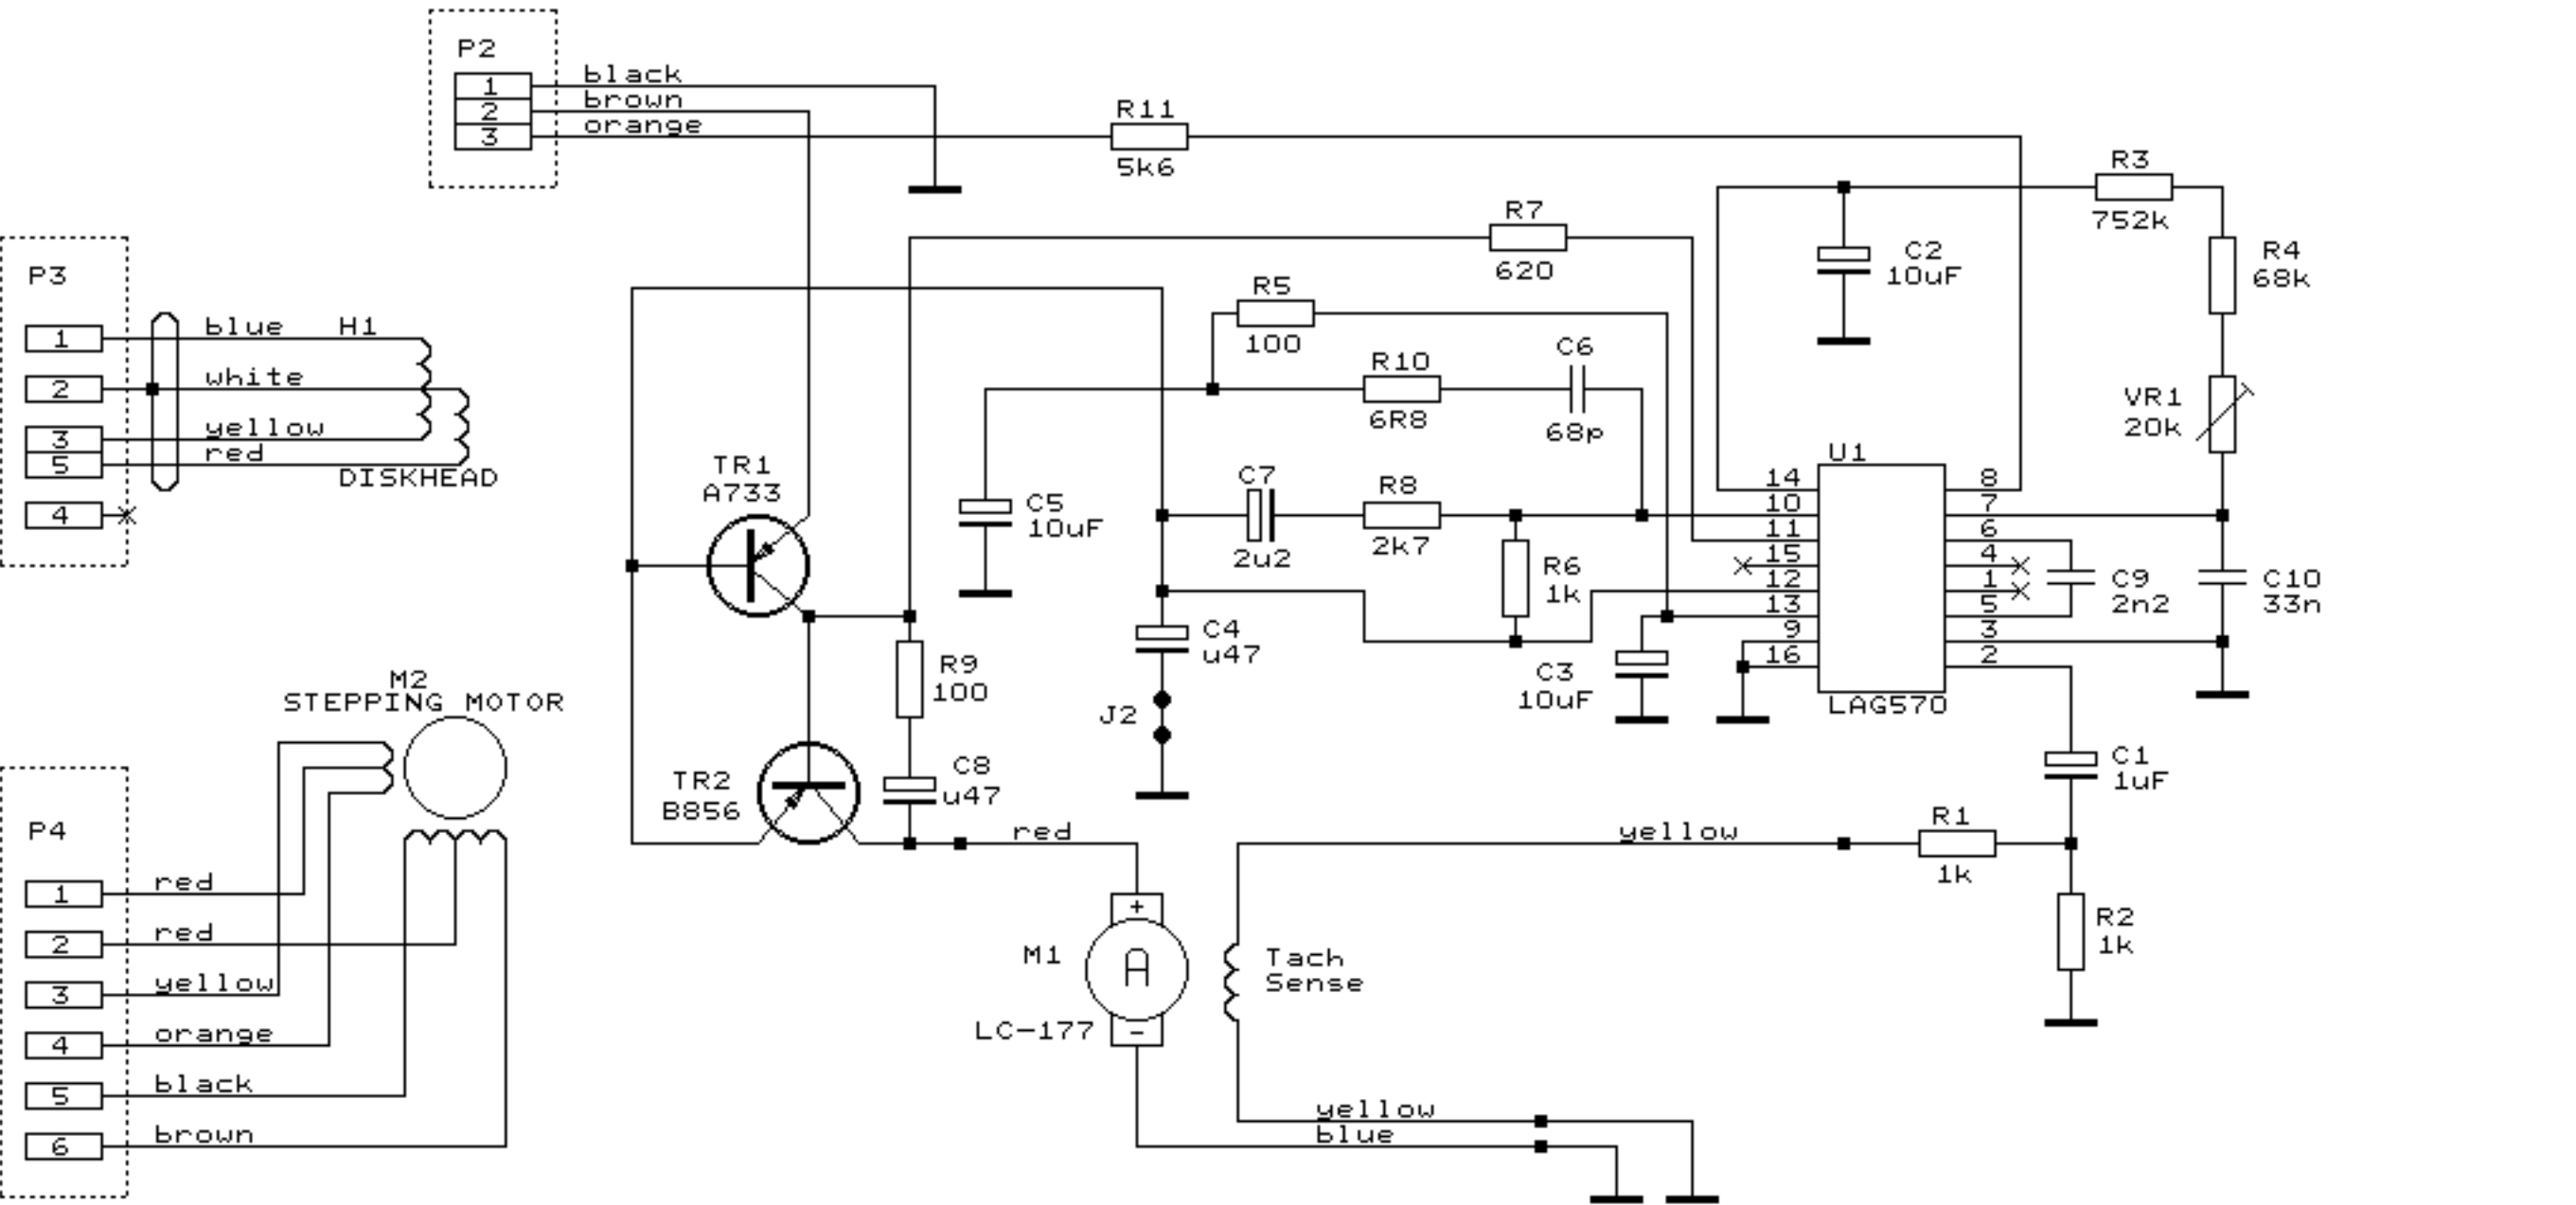 P2
1 black
2 brown
3 orange
R11
5k6
R3
752k
R7
620
C2
10uF
R4
68k
P3
1 blue H1
2 white
3 yellow
5 red
4
DISKHEAD
R5
100
R10
6R8
C6
68p
VR1
20k
TR1
A733
C5
10uF
C7
2u2
R8
2k7
R6
1k
U1
14 8
10 7
11 6
15 4
12 1
13 5
9 3
16 2
LAG570
C9
2n2
C10
33n
R9
100
C4
u47
J2
C3
10uF
M2
STEPPING MOTOR
TR2
B856
C8
u47
red
yellow
C1
1uF
R1
1k
R2
1k
P4
1 red
2 red
3 yellow
4 orange
5 black
6 brown
+
M1 A
-
LC-177
Tach
Sense
yellow
blue